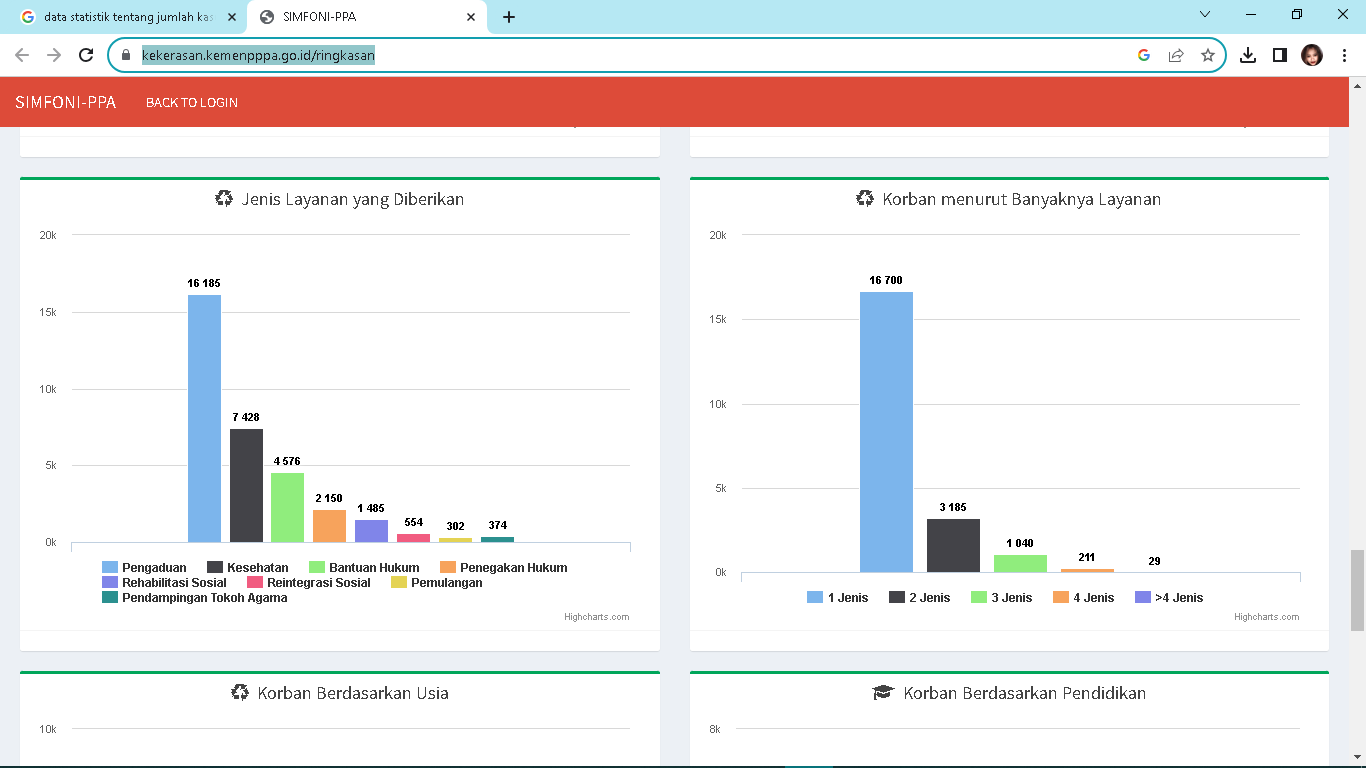 data statistik tentang jumlah kas
SIMFONI-PPA
kekerasan.kemenpppa.go.id/ringkasan
SIMFONI-PPA BACK TO LOGIN
Jenis Layanan yang Diberikan
20k
15k
10k
5k
0k
16 185
7 428
4 576
2 150
1 485
554
302
374
Pengaduan Kesehatan Bantuan Hukum Penegakan Hukum
Rehabilitasi Sosial Reintegrasi Sosial Pemulangan
Pendampingan Tokoh Agama
Highcharts.com
Korban menurut Banyaknya Layanan
20k
15k
10k
5k
0k
16 700
3 185
1 040
211
29
1 Jenis 2 Jenis 3 Jenis 4 Jenis >4 Jenis
Highcharts.com
Korban Berdasarkan Usia
10k
Korban Berdasarkan Pendidikan
8k